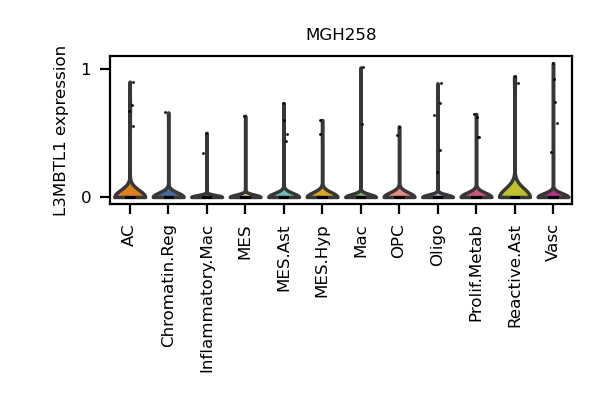 MGH258
L3MBTL1 expression
1
0
AC
Chromatin.Reg
Inflammatory.Mac
MES
MES.Ast
MES.Hyp
Mac
OPC
Oligo
Prolif.Metab
Reactive.Ast
Vasc